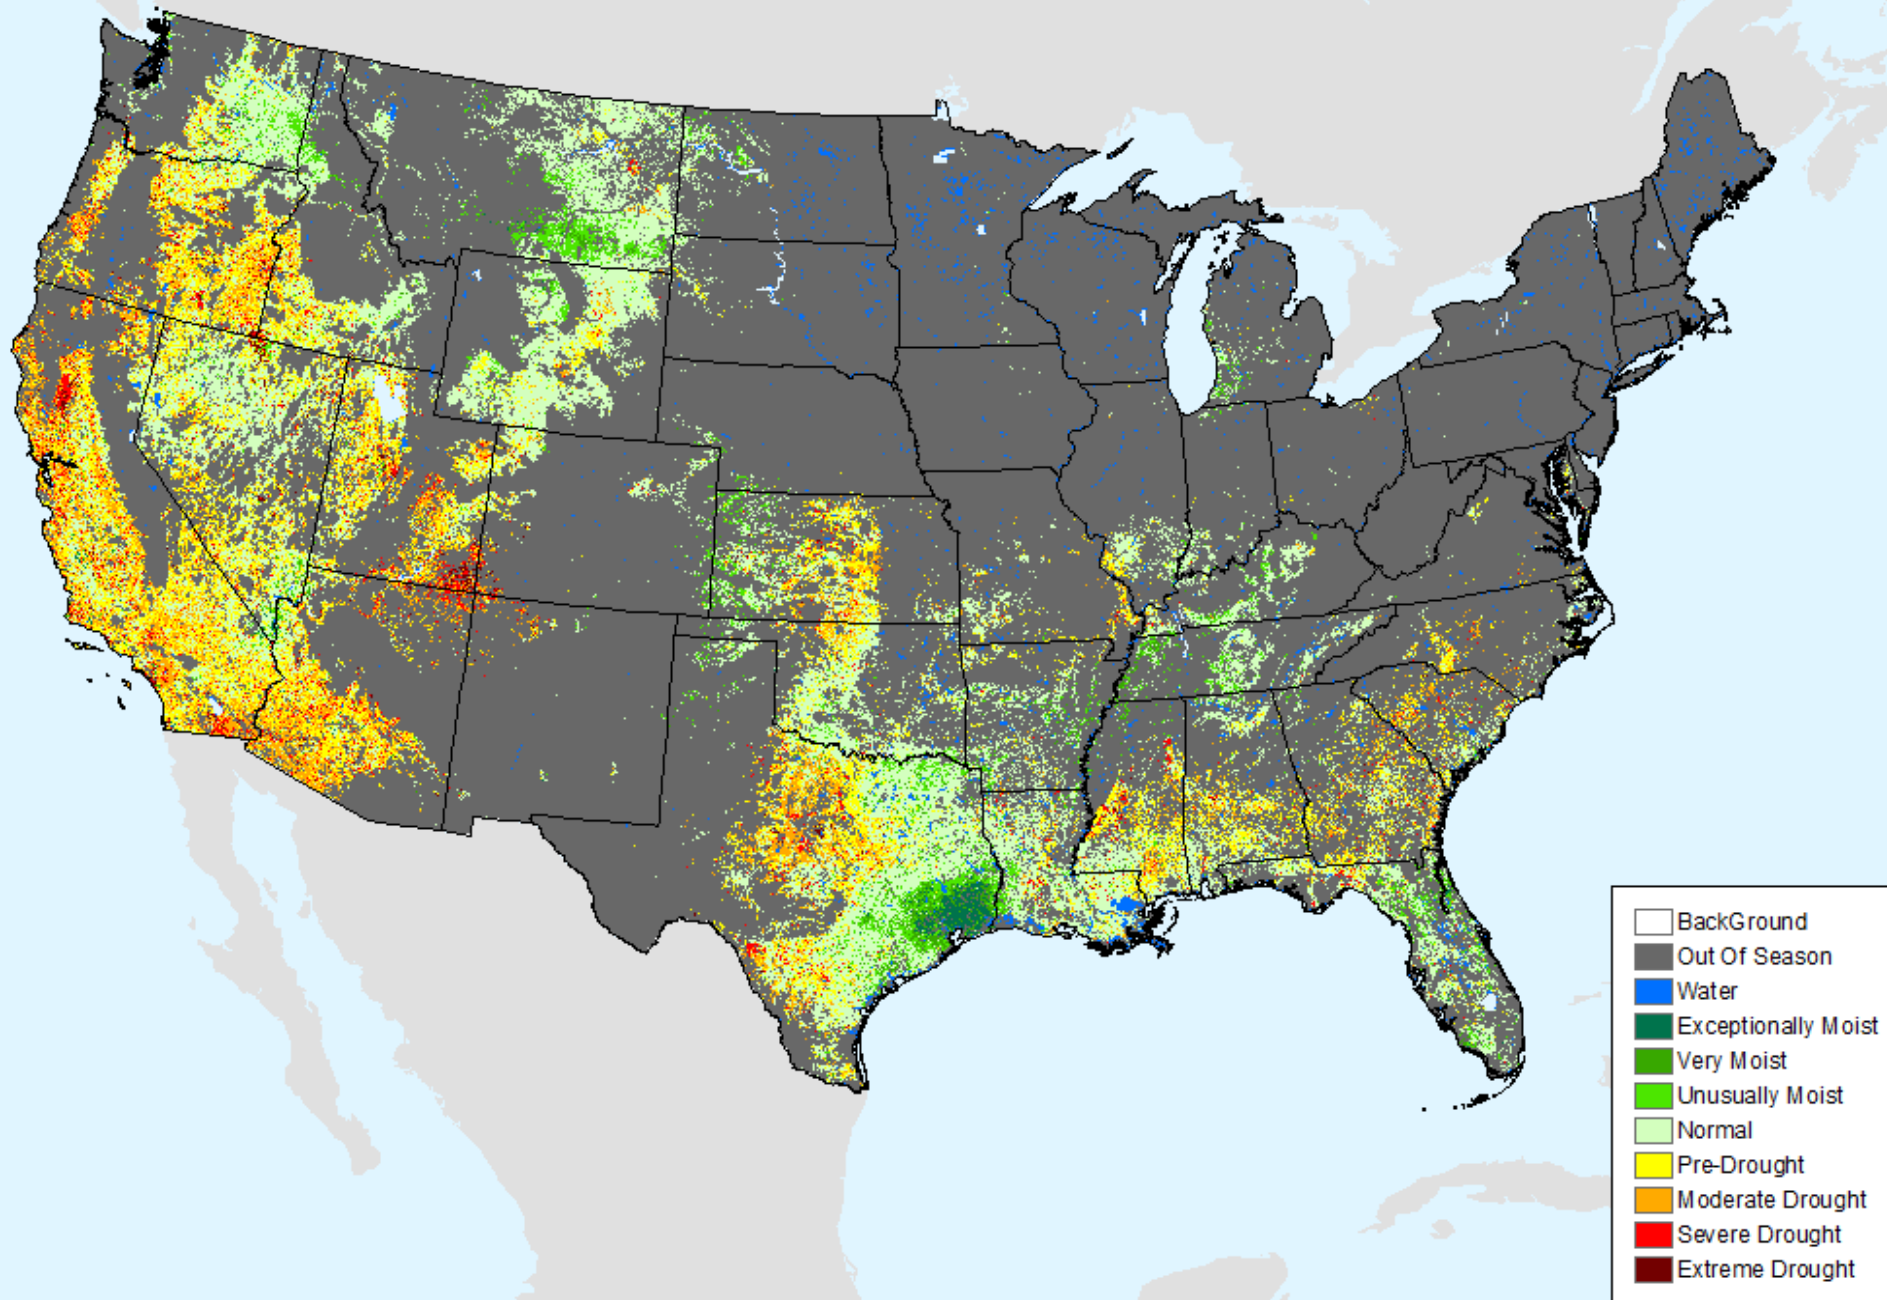 BackGround
Out Of Season
Water
Exceptionally Moist
Very Moist
Unusually Moist
Normal
Pre-Drought
Moderate Drought
Severe Drought
Extreme Drought